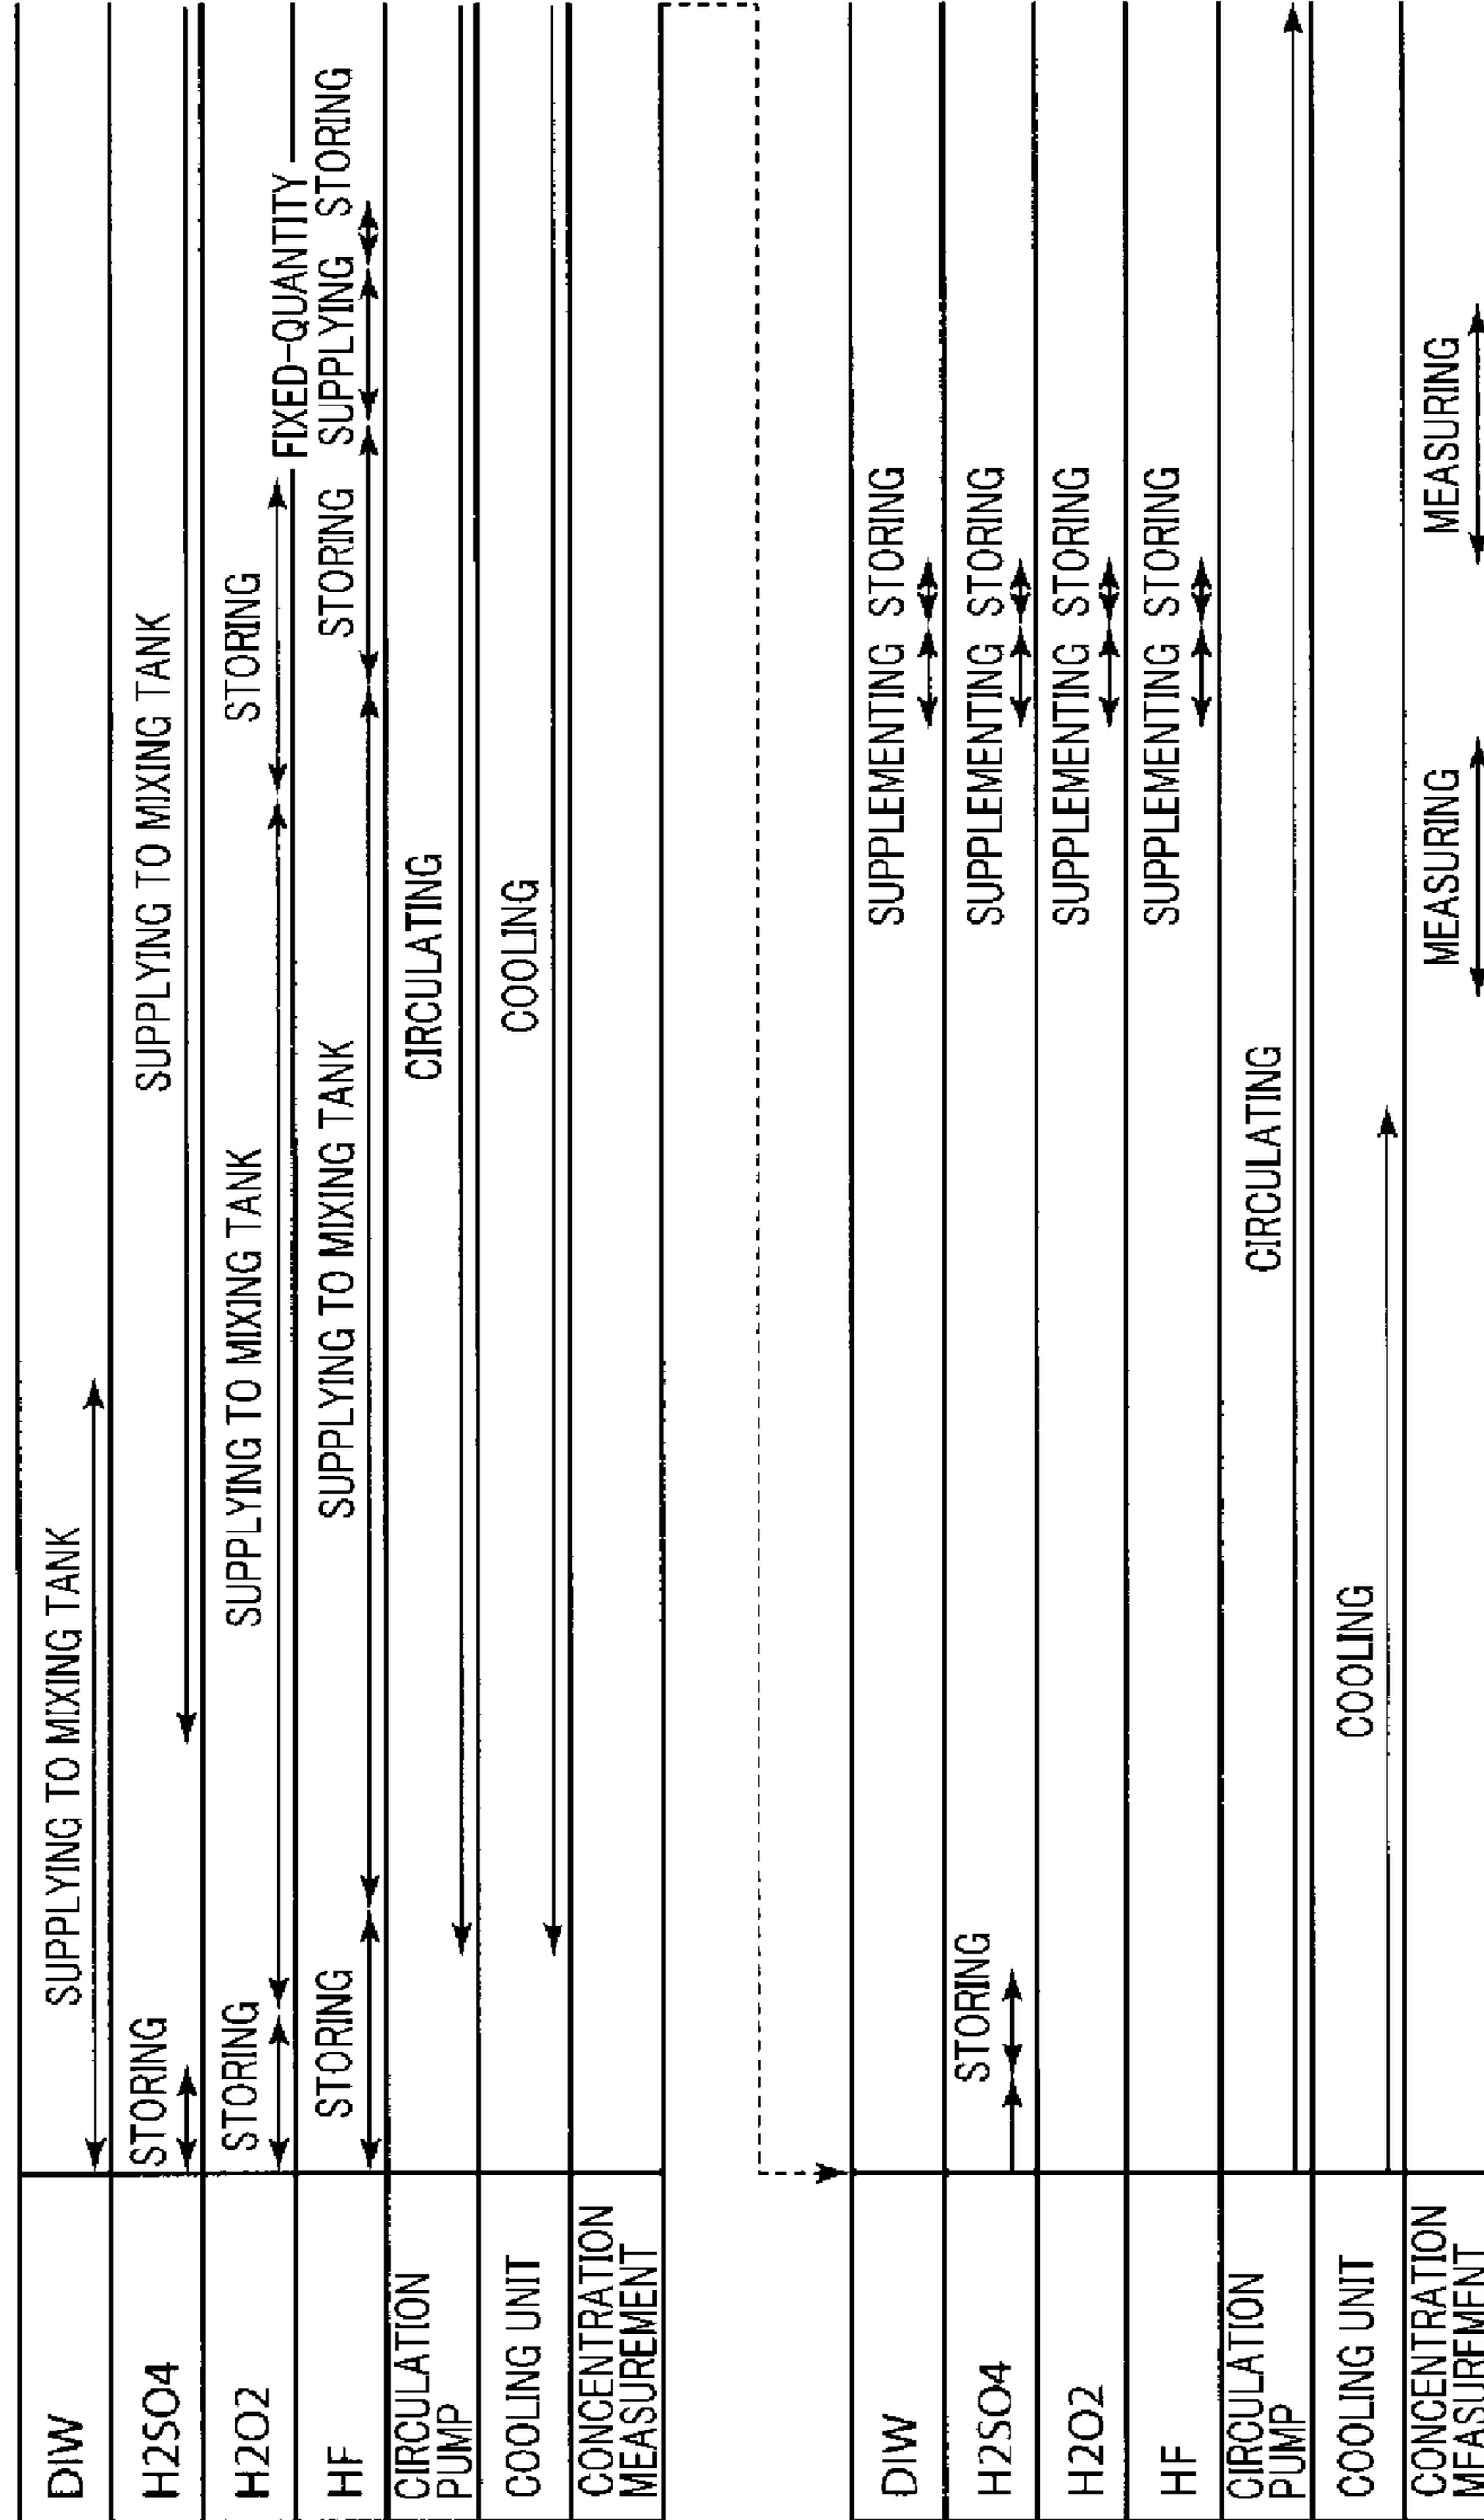 DIW
SUPPLYING TO MIXING TANK
H2SO4
STORING
SUPPLYING TO MIXING TANK
H2O2
STORING
SUPPLYING TO MIXING TANK
STORING
HF
STORING
SUPPLYING TO MIXING TANK
STORING
FIXED-QUANTITY
SUPPLYING
STORING
CIRCULATION
PUMP
CIRCULATING
COOLING UNIT
COOLING
CONCENTRATION
MEASUREMENT
DIW
SUPPLEMENTING STORING
H2SO4
STORING
SUPPLEMENTING STORING
H2O2
SUPPLEMENTING STORING
HF
SUPPLEMENTING STORING
CIRCULATION
PUMP
CIRCULATING
COOLING UNIT
COOLING
CONCENTRATION
MEASUREMENT
MEASURING
MEASURING